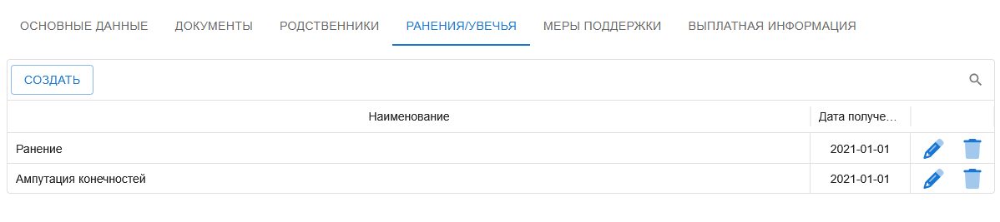 ОСНОВНЫЕ ДАННЫЕ ДОКУМЕНТЫ РОДСТВЕННИКИ РАНЕНИЯ/УВЕЧЬЯ МЕРЫ ПОДДЕРЖКИ ВЫПЛАТНАЯ ИНФОРМАЦИЯ
СОЗДАТЬ
Наименование Дата получе...
Ранение 2021-01-01
Ампутация конечностей 2021-01-01